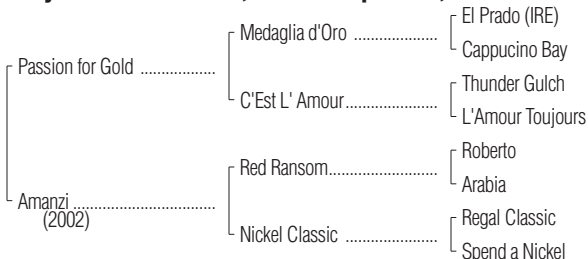 El Prado (IRE)
Medaglia d'Oro ......................
Cappucino Bay
Passion for Gold ..................
Thunder Gulch
C'Est L' Amour......................
L'Amour Toujours
Roberto
Red Ransom..........................
Arabia
Amanzi ..................................
(2002)
Regal Classic
Nickel Classic ......................
Spend a Nickel